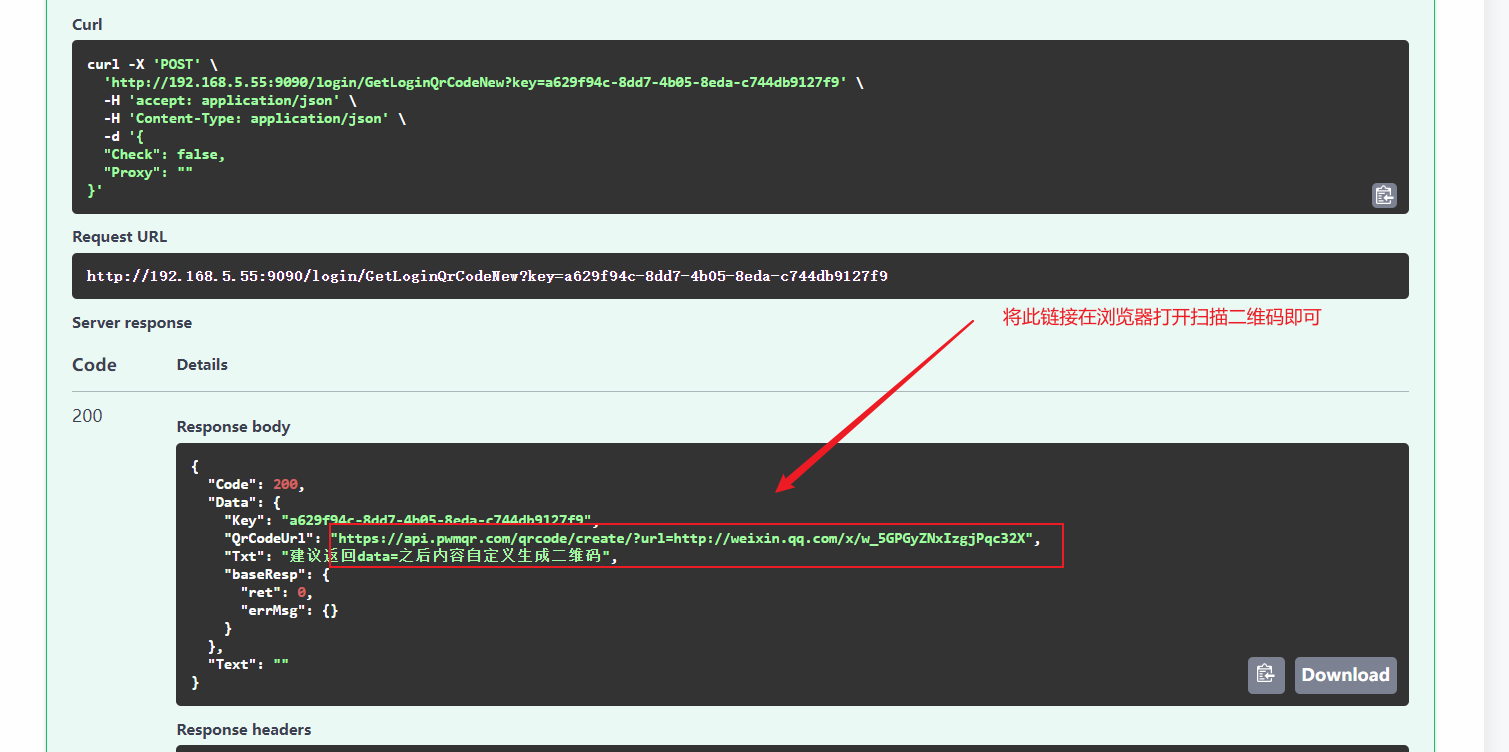 Curl
curl -X 'POST' \
'http://192.168.5.55:9090/login/GetLoginQrCodeNew?key=a629f94c-8dd7-4b05-8eda-c744db9127f9' \
-H 'accept: application/json' \
-H 'Content-Type: application/json' \
-d '{
"Check": false,
"Proxy": ""
}'
Request URL
http://192.168.5.55:9090/login/GetLoginQrCodeNew?key=a629f94c-8dd7-4b05-8eda-c744db9127f9
将此链接在浏览器打开扫描二维码即可
Server response
Code Details
200
Response body
{
"Code": 200,
"Data": {
"Key": "a629f94c-8dd7-4b05-8eda-c744db9127f9",
"QrCodeUrl": "https://api.pwmqr.com/qrcode/create/?url=http://weixin.qq.com/x/w_5GPGyZNxIzgjPqc32X",
"Txt": "建议返回data=之后内容自定义生成二维码",
"baseResp": {
"ret": 0,
"errMsg": {}
}
},
"Text": ""
}
Download
Response headers